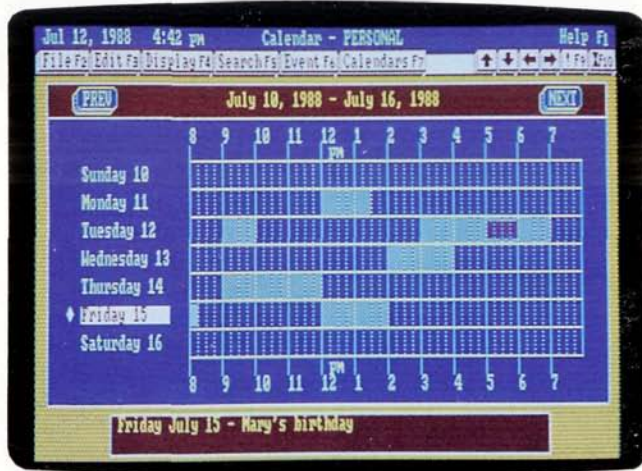 Jul 12, 1988 4:42 PM Calendar - PERSONAL Help F1
File F2 Edit F3 Display F4 Search F5 Event F6 Calendars F7 ↑ ↓ ← → ! F9 X F10
PREV July 10, 1988 - July 16, 1988 NEXT
8 9 10 11 12 1 2 3 4 5 6 7
PM
Sunday 10
Monday 11
Tuesday 12
Wednesday 13
Thursday 14
Friday 15
Saturday 16
PM
8 9 10 11 12 1 2 3 4 5 6 7
Friday July 15 - Mary's birthday